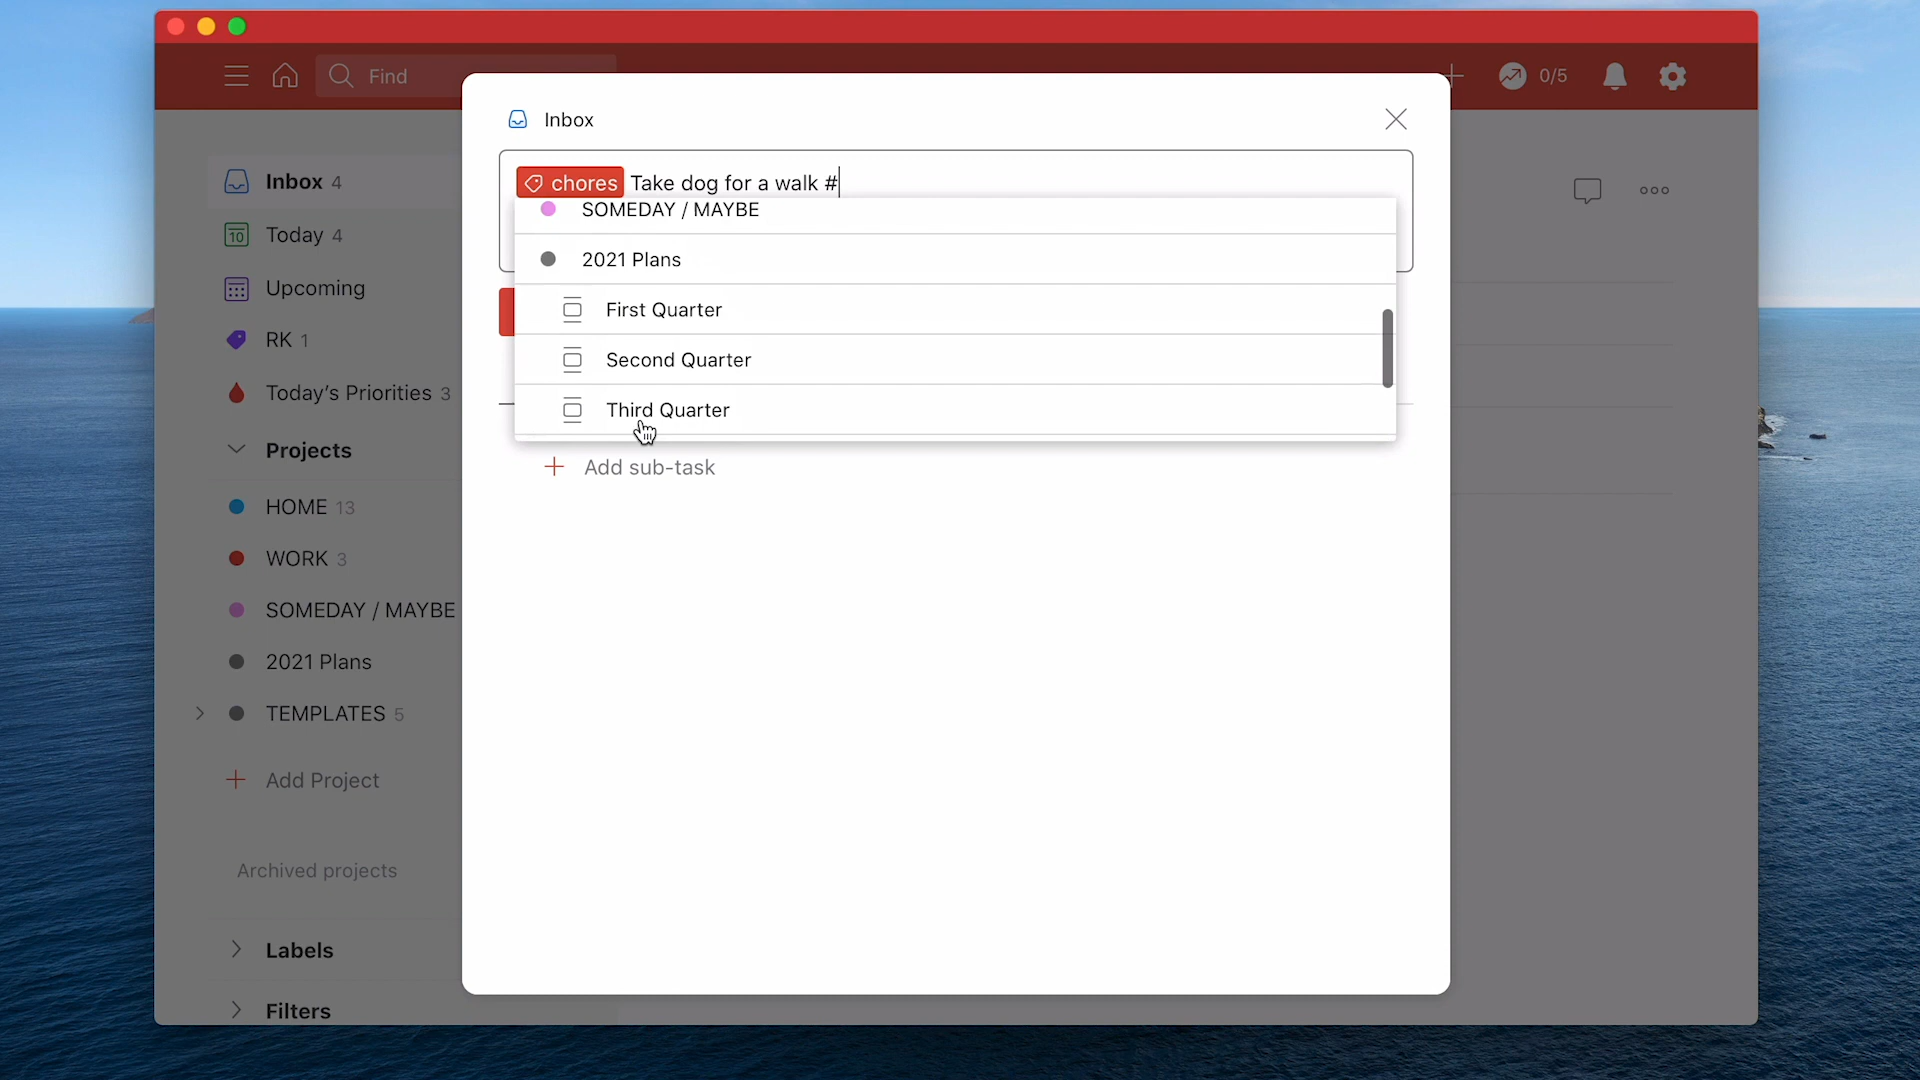 Find
0/5
Inbox
chores Take dog for a walk #
SOMEDAY / MAYBE
2021 Plans
First Quarter
Second Quarter
Third Quarter
Add sub-task
Inbox 4
10 Today 4
Upcoming
RK 1
Today's Priorities 3
Projects
HOME 13
WORK 3
SOMEDAY / MAYBE
2021 Plans
TEMPLATES 5
Add Project
Archived projects
Labels
Filters